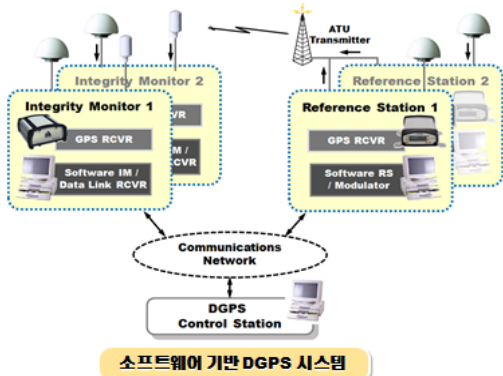 ATU
Transmitter
Integrity Monitor 2
Reference Station 2
Integrity Monitor 1
Reference Station 1
VR
GPS RCVR
GPS RCVR
M /
CVR
Software IM /
Data Link RCVR
Software RS
/ Modulator
Communications
Network
DGPS
Control Station
소프트웨어 기반 DGPS 시스템